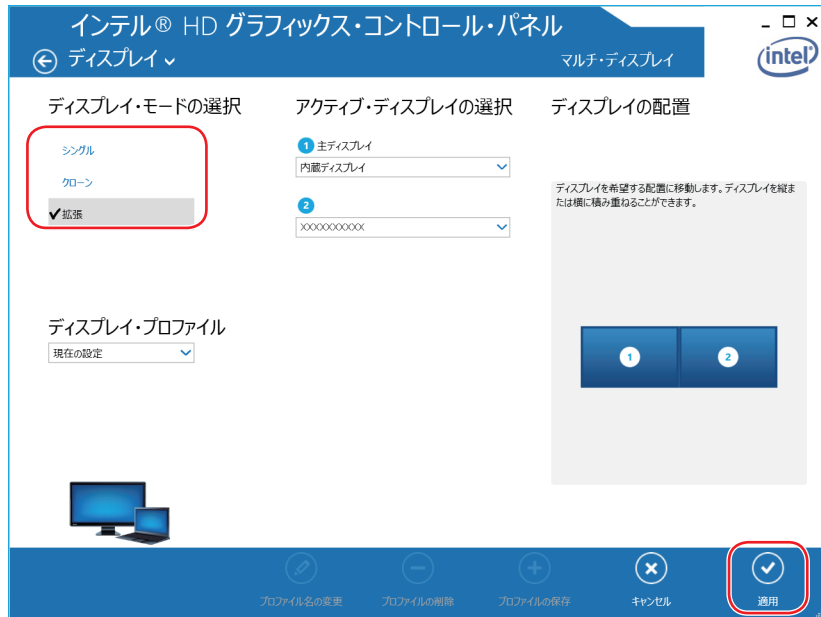 インテル® HD グラフィックス・コントロール・パネル
ディスプレイ
マルチ・ディスプレイ
intel
ディスプレイ・モードの選択
シングル
クローン
✔拡張
アクティブ・ディスプレイの選択
1 主ディスプレイ
内蔵ディスプレイ
2
XXXXXXXXXX
ディスプレイの配置
ディスプレイを希望する配置に移動します。ディスプレイを縦ま
たは横に積み重ねることができます。
1 2
ディスプレイ・プロファイル
現在の設定
プロファイル名の変更 プロファイルの削除 プロファイルの保存 キャンセル 適用